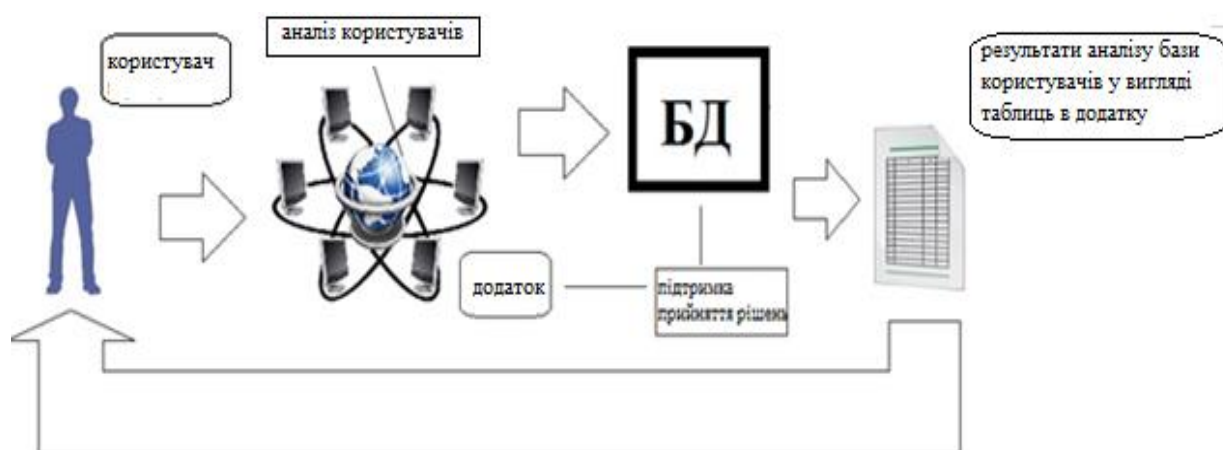 аналіз користувачів
користувач
БД
результати аналізу бази
користувачів у вигляді
таблиць в додатку
додаток
підтримка
прийняття рішень